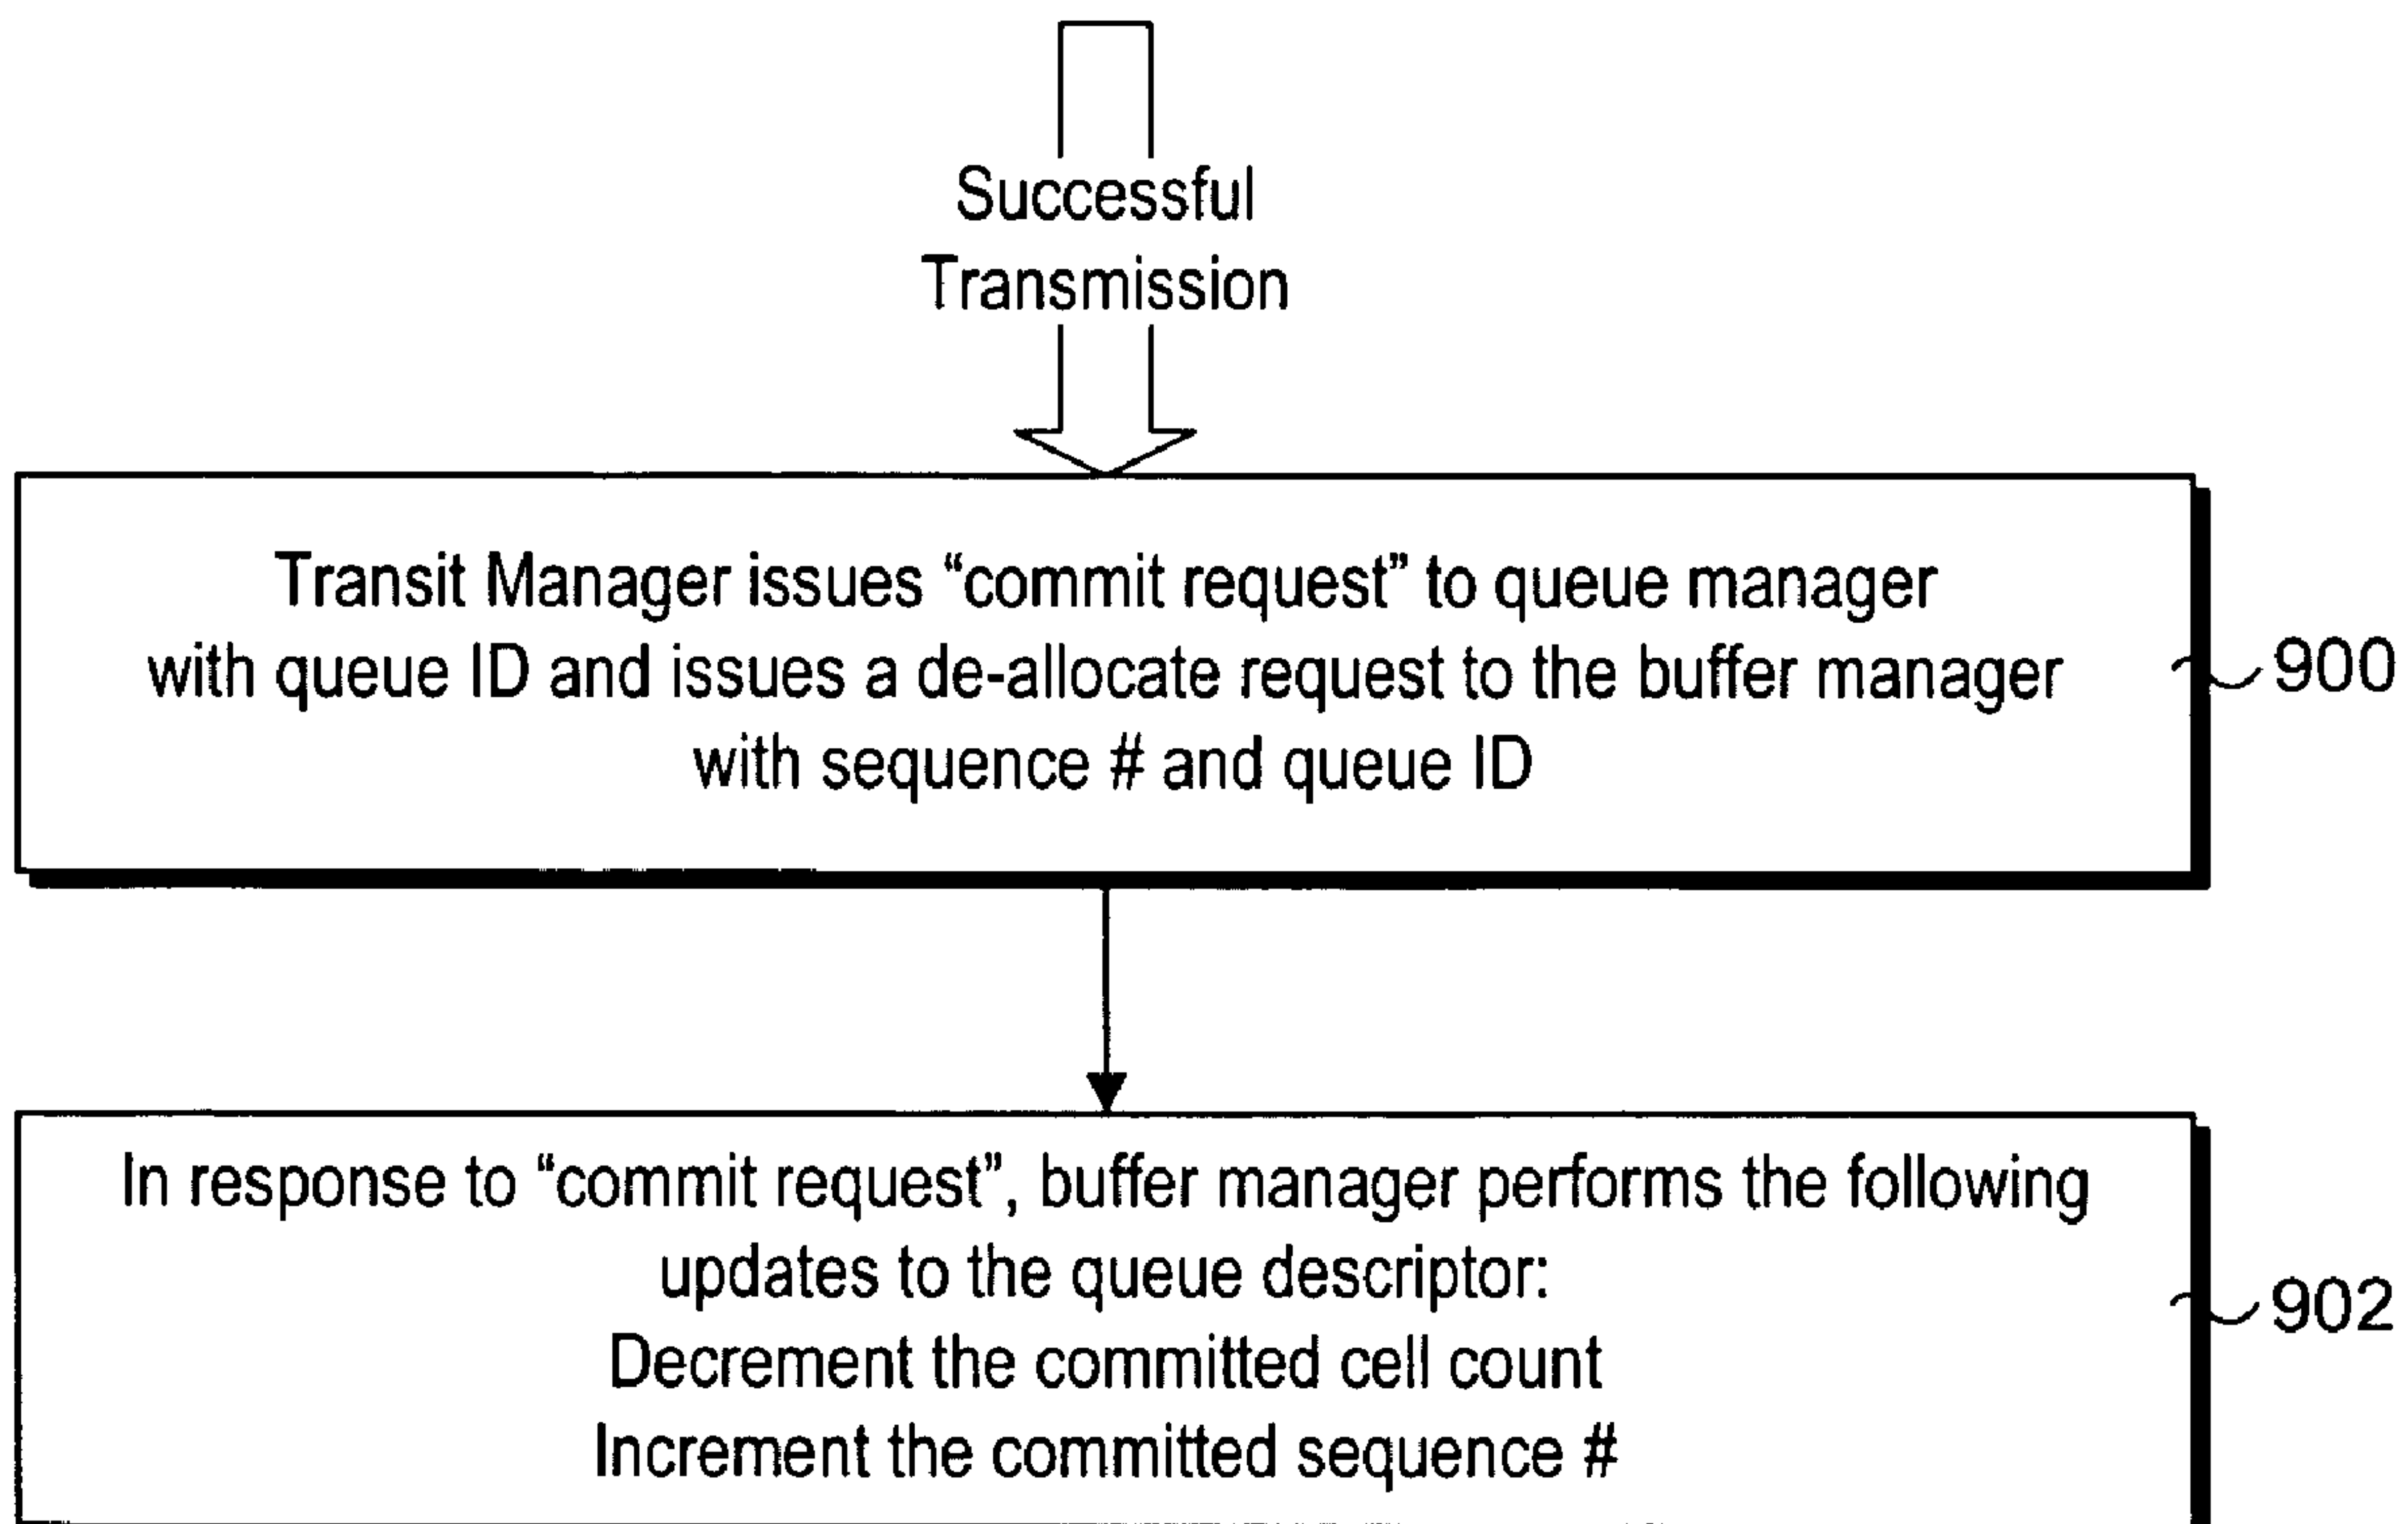 Successful
Transmission
Transit Manager issues “commit request” to queue manager
with queue ID and issues a de-allocate request to the buffer manager
with sequence # and queue ID
900
In response to “commit request”, buffer manager performs the following
updates to the queue descriptor:
Decrement the committed cell count
Increment the committed sequence #
902